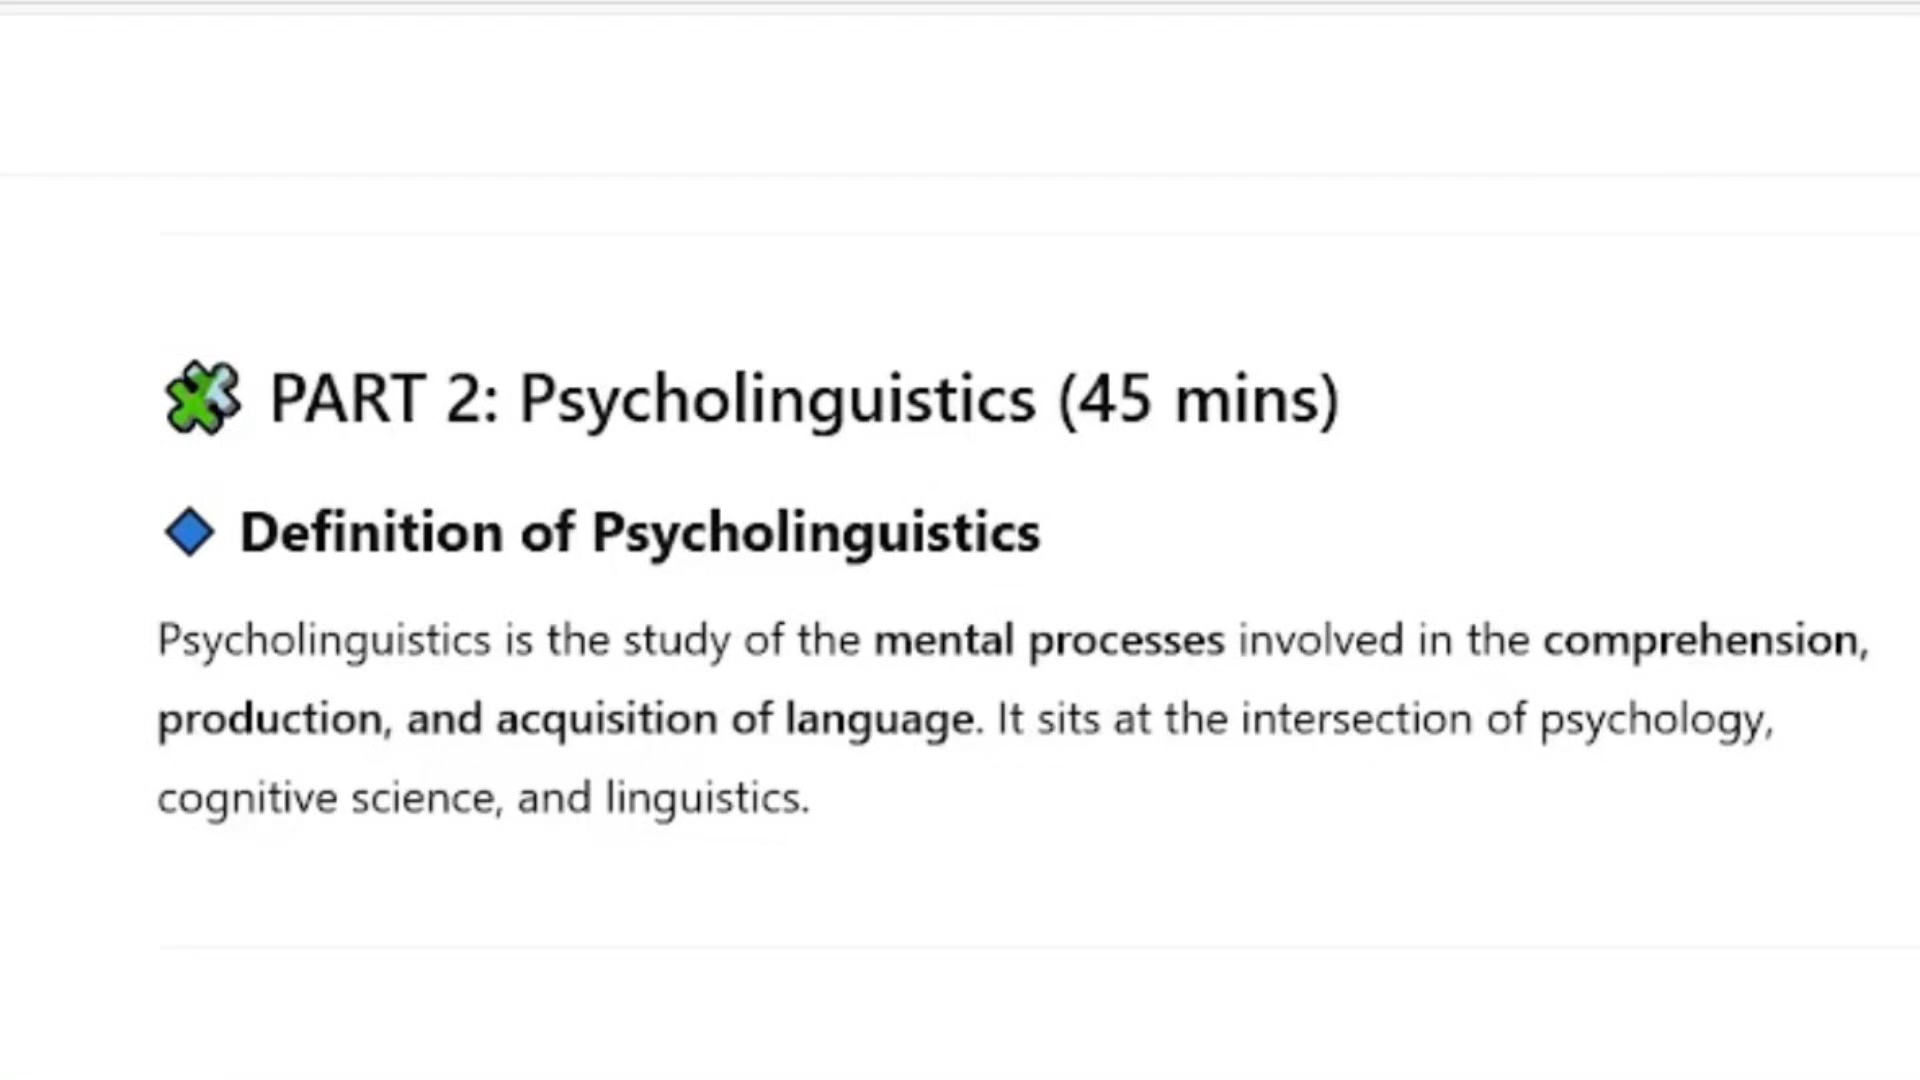 PART 2: Psycholinguistics (45 mins)
Definition of Psycholinguistics
Psycholinguistics is the study of the mental processes involved in the comprehension,
production, and acquisition of language. It sits at the intersection of psychology,
cognitive science, and linguistics.